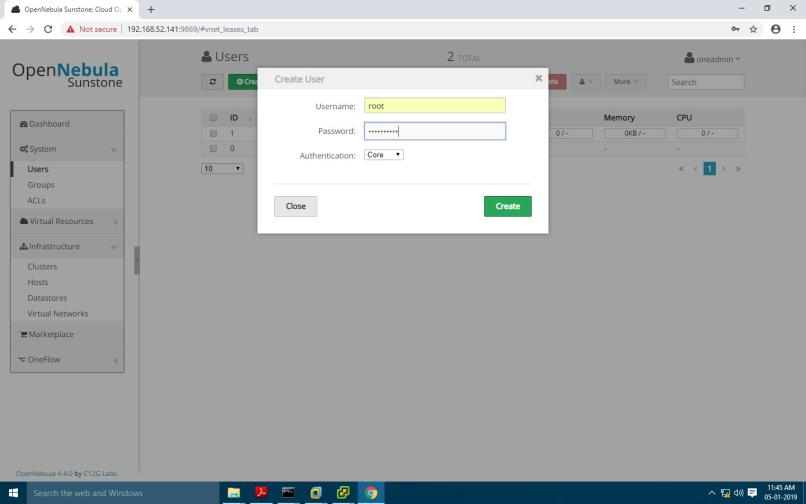 OpenNebula Sunstone: Cloud O
Not secure | 192.168.52.141:9869/#vnet_leases_tab
OpenNebula
Sunstone
Users
2 TOTAL
oneadmin
Crea
ete
More
Search
Create User
Username: root
Password: ••••••••••
Authentication: Core
Close
Create
ID
Memory
CPU
1
0 / -
0KB / -
0 / -
0
-
-
10
« < 1 > »
Dashboard
System
Users
Groups
ACLs
Virtual Resources
Infrastructure
Clusters
Hosts
Datastores
Virtual Networks
Marketplace
OneFlow
OpenNebula 4.4.0 by C12G Labs.
Search the web and Windows
11:45 AM
05-01-2019